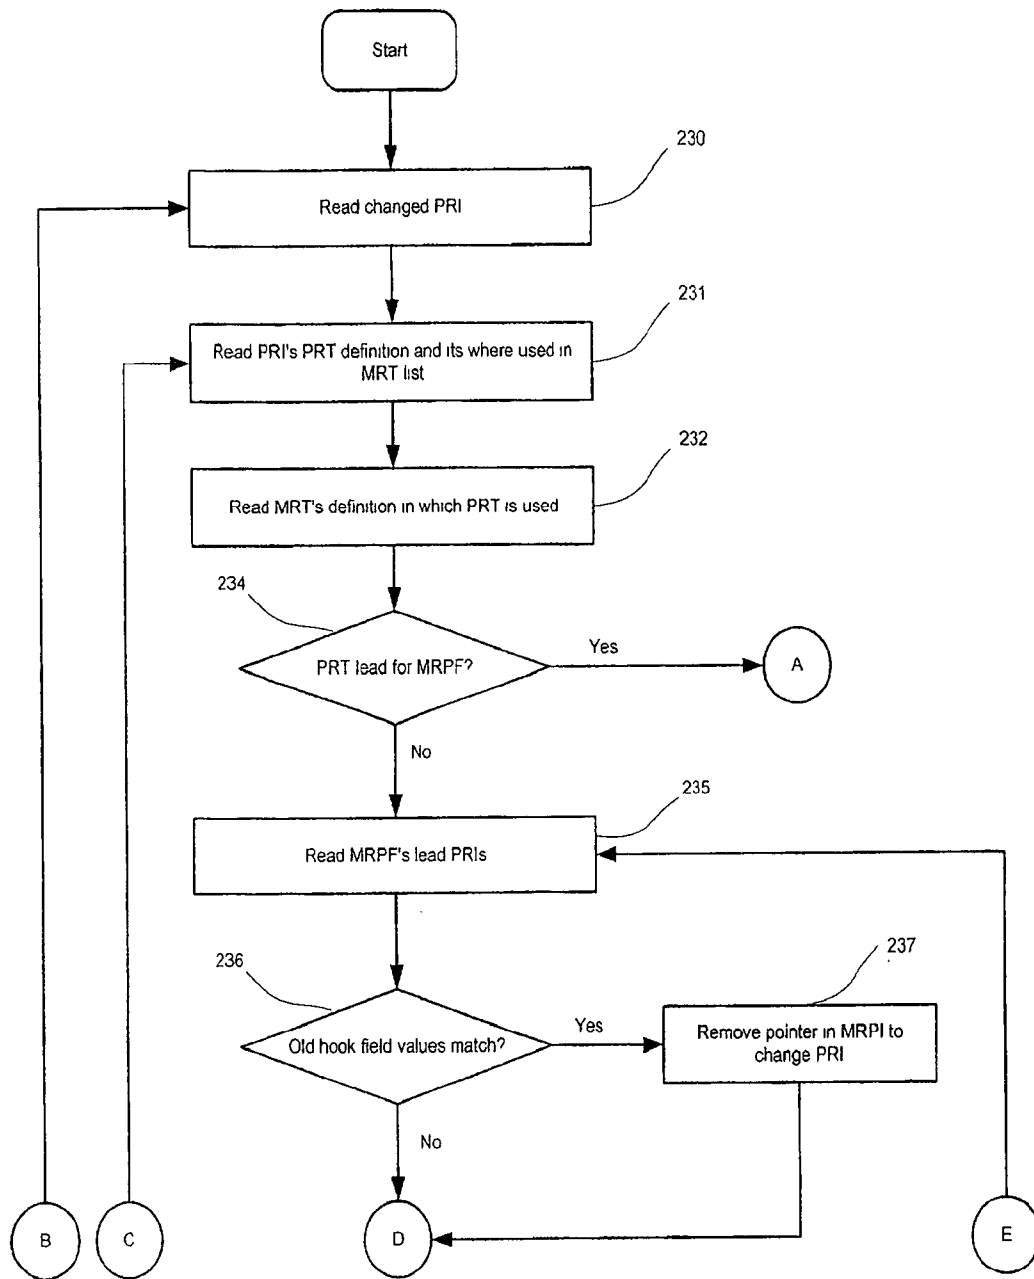 Start
230
Read changed PRI
231
Read PRI's PRT definition and its where used in
MRT list
232
Read MRT's definition in which PRT is used
234
PRT lead for MRPF?
Yes
A
No
235
Read MRPF's lead PRIs
236
237
Old hook field values match?
Yes
Remove pointer in MRPI to
change PRI
No
B
C
D
E